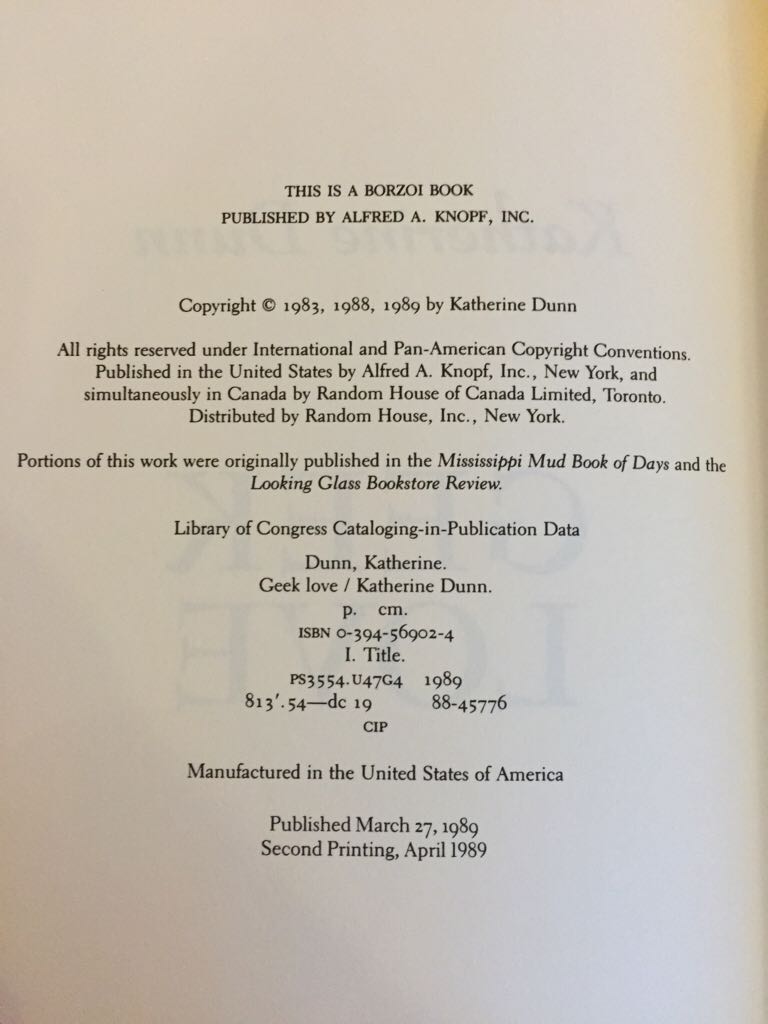 THIS IS A BORZOI BOOK
PUBLISHED BY ALFRED A. KNOPF, INC.
Copyright © 1983, 1988, 1989 by Katherine Dunn
All rights reserved under International and Pan-American Copyright Conventions.
Published in the United States by Alfred A. Knopf, Inc., New York, and
simultaneously in Canada by Random House of Canada Limited, Toronto.
Distributed by Random House, Inc., New York.
Portions of this work were originally published in the Mississippi Mud Book of Days and the
Looking Glass Bookstore Review.
Library of Congress Cataloging-in-Publication Data
Dunn, Katherine.
Geek love / Katherine Dunn.
p. cm.
ISBN 0-394-56902-4
I. Title.
PS3554.U47G4 1989
813'.54—dc 19 88-45776
CIP
Manufactured in the United States of America
Published March 27, 1989
Second Printing, April 1989
Katherine Dunn
GEEK
LOVE